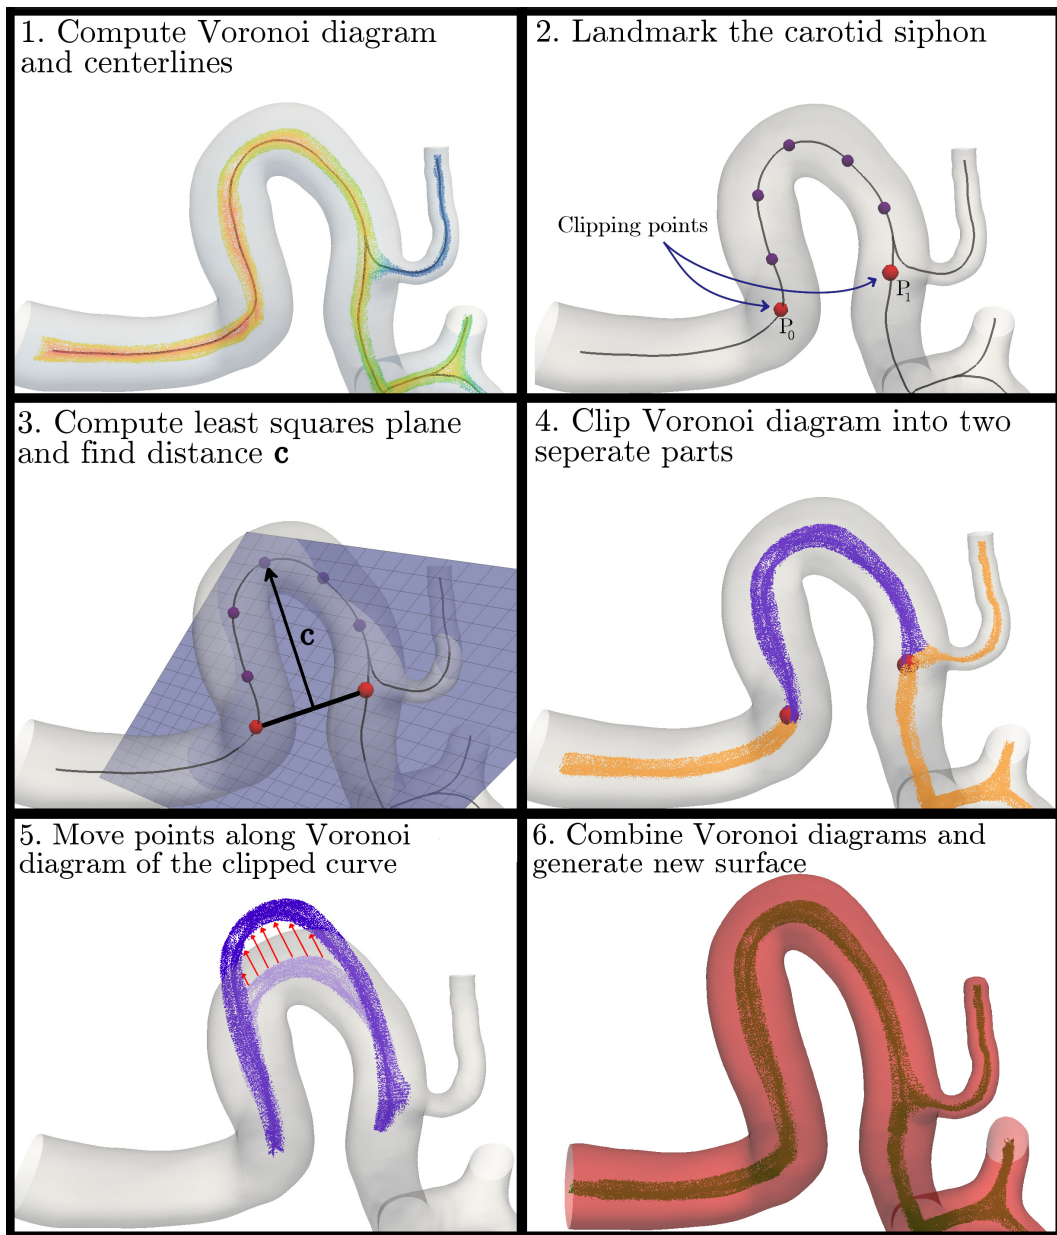 1. Compute Voronoi diagram
and centerlines
2. Landmark the carotid siphon
Clipping points
P1
P0
3. Compute least squares plane
and find distance c
c
4. Clip Voronoi diagram into two
seperate parts
5. Move points along Voronoi
diagram of the clipped curve
6. Combine Voronoi diagrams and
generate new surface